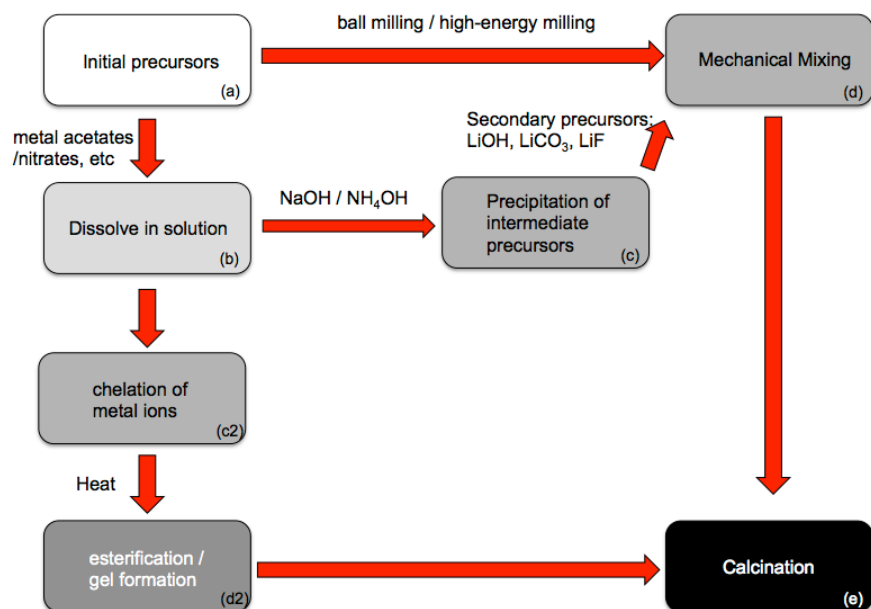 ball milling / high-energy milling
Initial precursors
(a)
Mechanical Mixing
(d)
metal acetates
/nitrates, etc
Secondary precursors:
LiOH, LiCO₃, LiF
Dissolve in solution
(b)
NaOH / NH₄OH
Precipitation of
intermediate
precursors
(c)
chelation of
metal ions
(c2)
Heat
esterification /
gel formation
(d2)
Calcination
(e)